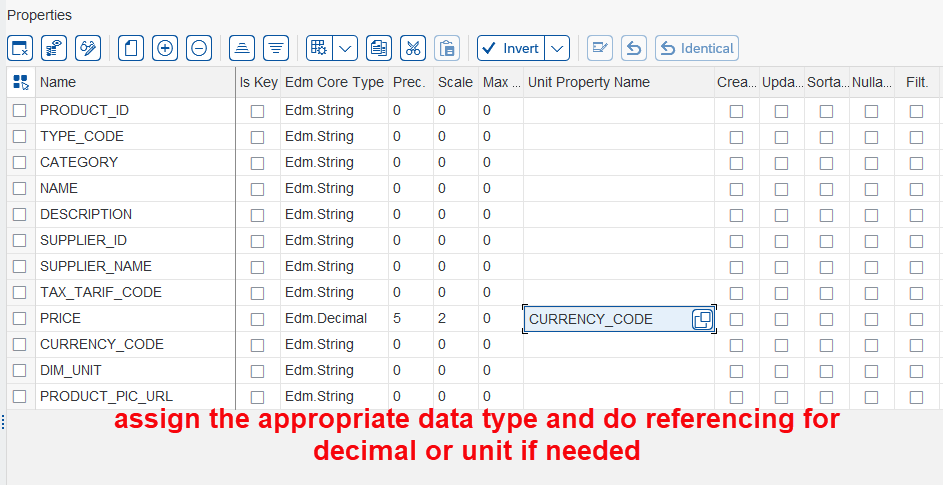 Properties
Invert Identical
Name Is Key Edm Core Type Prec. Scale Max ... Unit Property Name Crea... Upda... Sorta... Nulla... Filt.
PRODUCT_ID Edm.String 0 0 0
TYPE_CODE Edm.String 0 0 0
CATEGORY Edm.String 0 0 0
NAME Edm.String 0 0 0
DESCRIPTION Edm.String 0 0 0
SUPPLIER_ID Edm.String 0 0 0
SUPPLIER_NAME Edm.String 0 0 0
TAX_TARIF_CODE Edm.String 0 0 0
PRICE Edm.Decimal 5 2 0 CURRENCY_CODE
CURRENCY_CODE Edm.String 0 0 0
DIM_UNIT Edm.String 0 0 0
PRODUCT_PIC_URL Edm.String 0 0 0
assign the appropriate data type and do referencing for
decimal or unit if needed